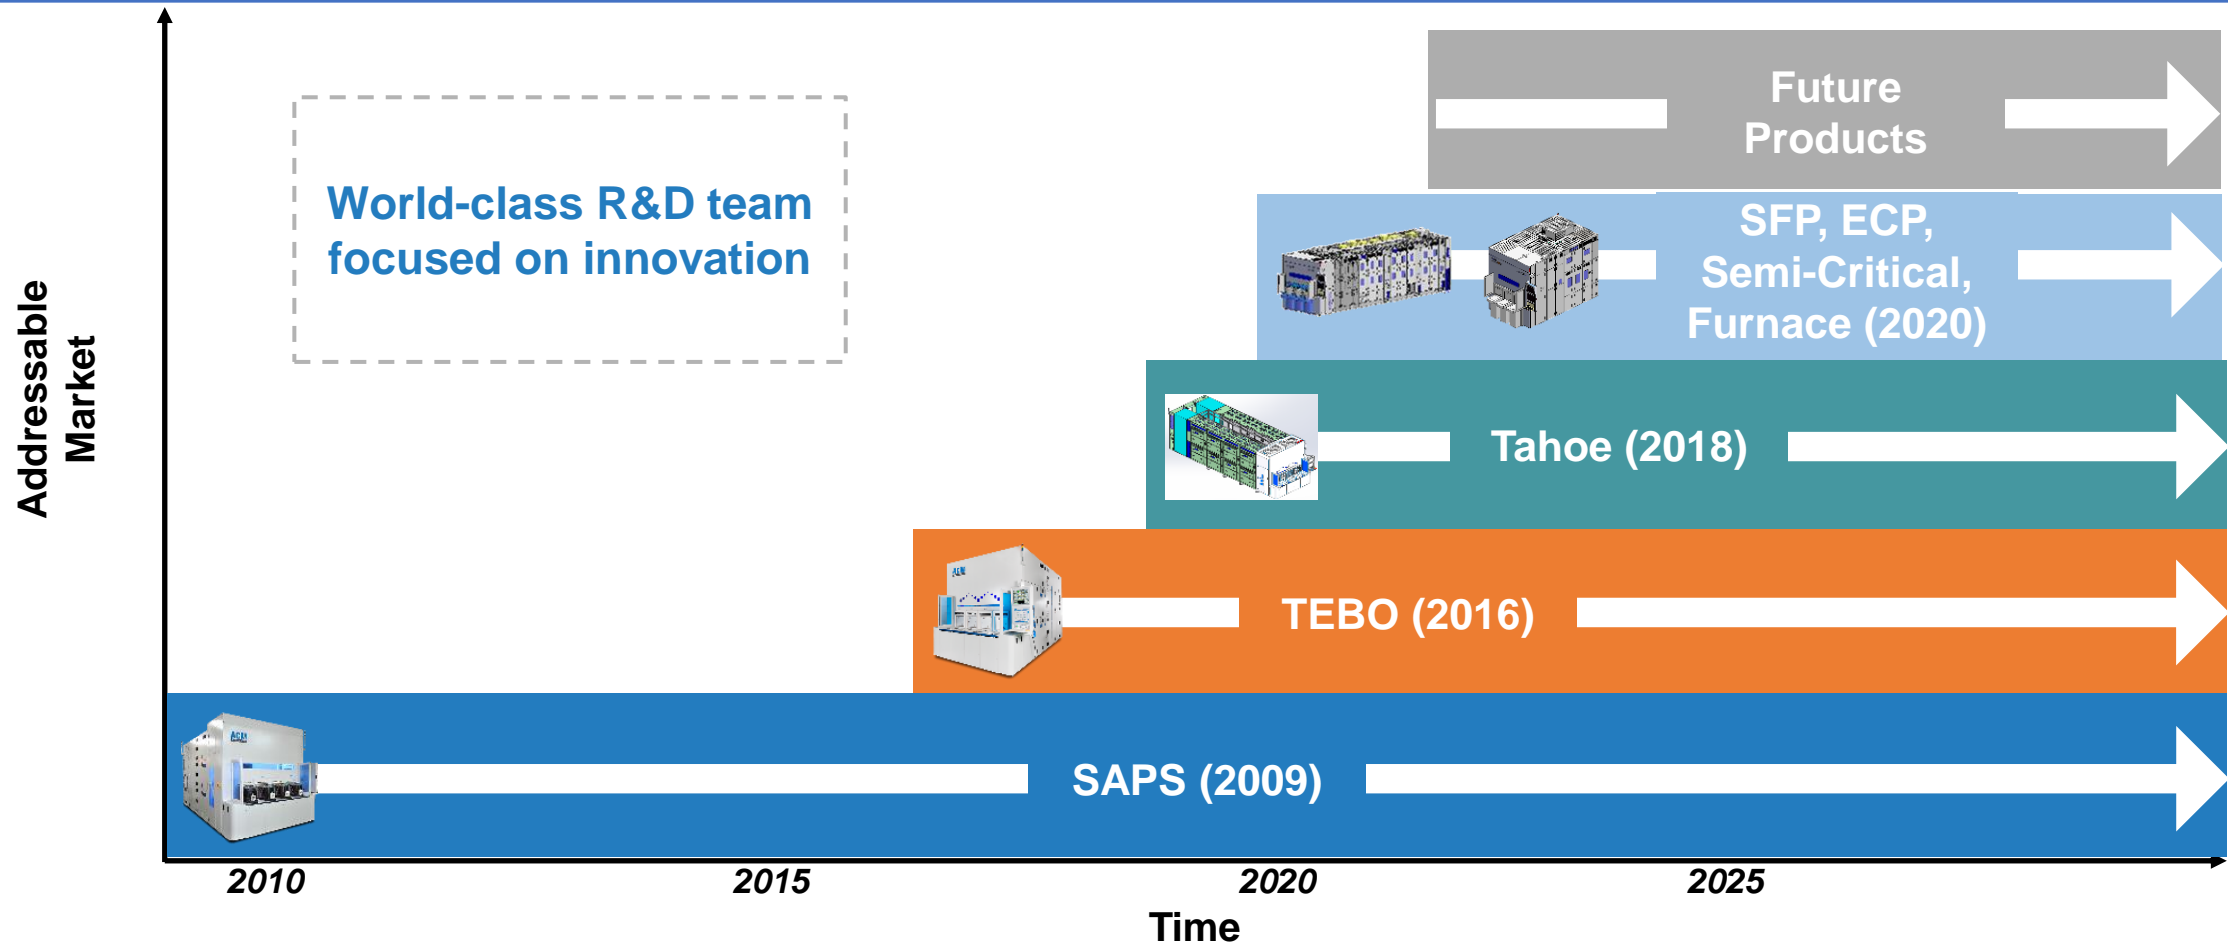 Future
Products
World-class R&D team
focused on innovation
SFP, ECP,
Semi-Critical,
Furnace (2020)
Addressable
Market
Tahoe (2018)
TEBO (2016)
ACM
SAPS (2009)
2010
2015
2020
2025
Time